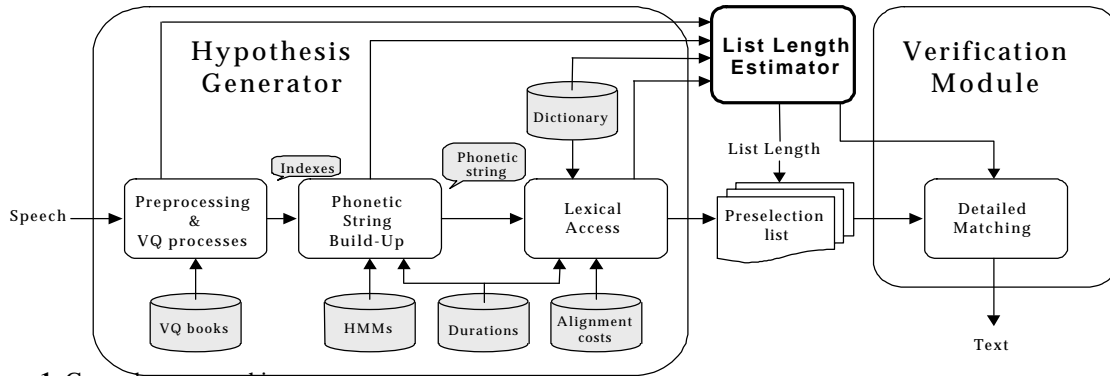 Hypothesis
Generator
List Length
Estimator
Verification
Module
Dictionary
Indexes
Phonetic
string
List Length
Speech
Preprocessing
&
VQ processes
Phonetic
String
Build-Up
Lexical
Access
Preselection
list
Detailed
Matching
VQ books
HMMs
Durations
Alignment
costs
Text